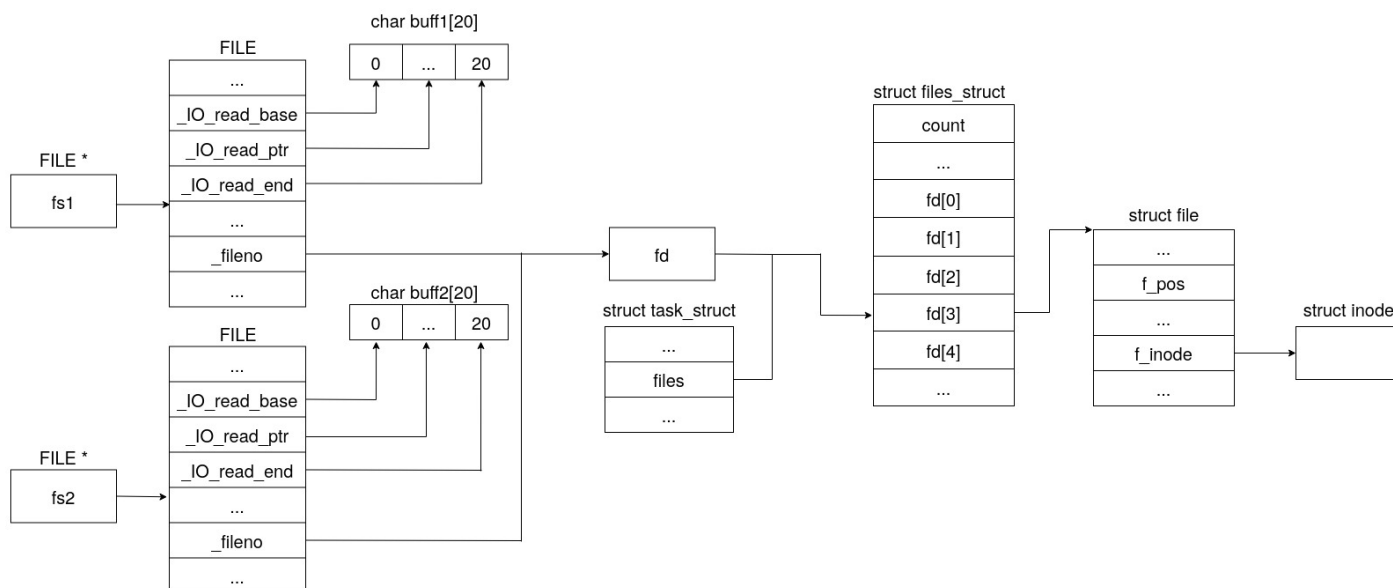 char buff1[20]
FILE
0
...
20
...
_IO_read_base
_IO_read_ptr
_IO_read_end
...
_fileno
...
FILE *
fs1
char buff2[20]
0
...
20
FILE
...
_IO_read_base
_IO_read_ptr
_IO_read_end
...
_fileno
...
FILE *
fs2
fd
struct task_struct
...
files
...
struct files_struct
count
...
fd[0]
fd[1]
fd[2]
fd[3]
fd[4]
...
struct file
...
f_pos
...
f_inode
...
struct inode